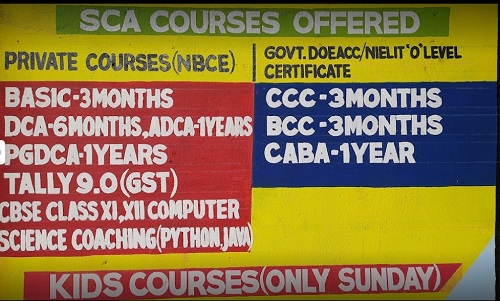 SCA COURSES OFFERED
PRIVATE COURSES (NBCE)
BASIC-3MONTHS
DCA-6MONTHS,ADCA-1YEARS
PGDCA-1YEARS
TALLY 9.0 (GST)
CBSE CLASS XI, XII COMPUTER
SCIENCE COACHING(PYTHON.JAVA)
GOVT. DOEACC/NIELIT 'O' LEVEL
CERTIFICATE
CCC -3MONTHS
BCC -3MONTHS
CABA-1YEAR
KIDS COURSES(ONLY SUNDAY)